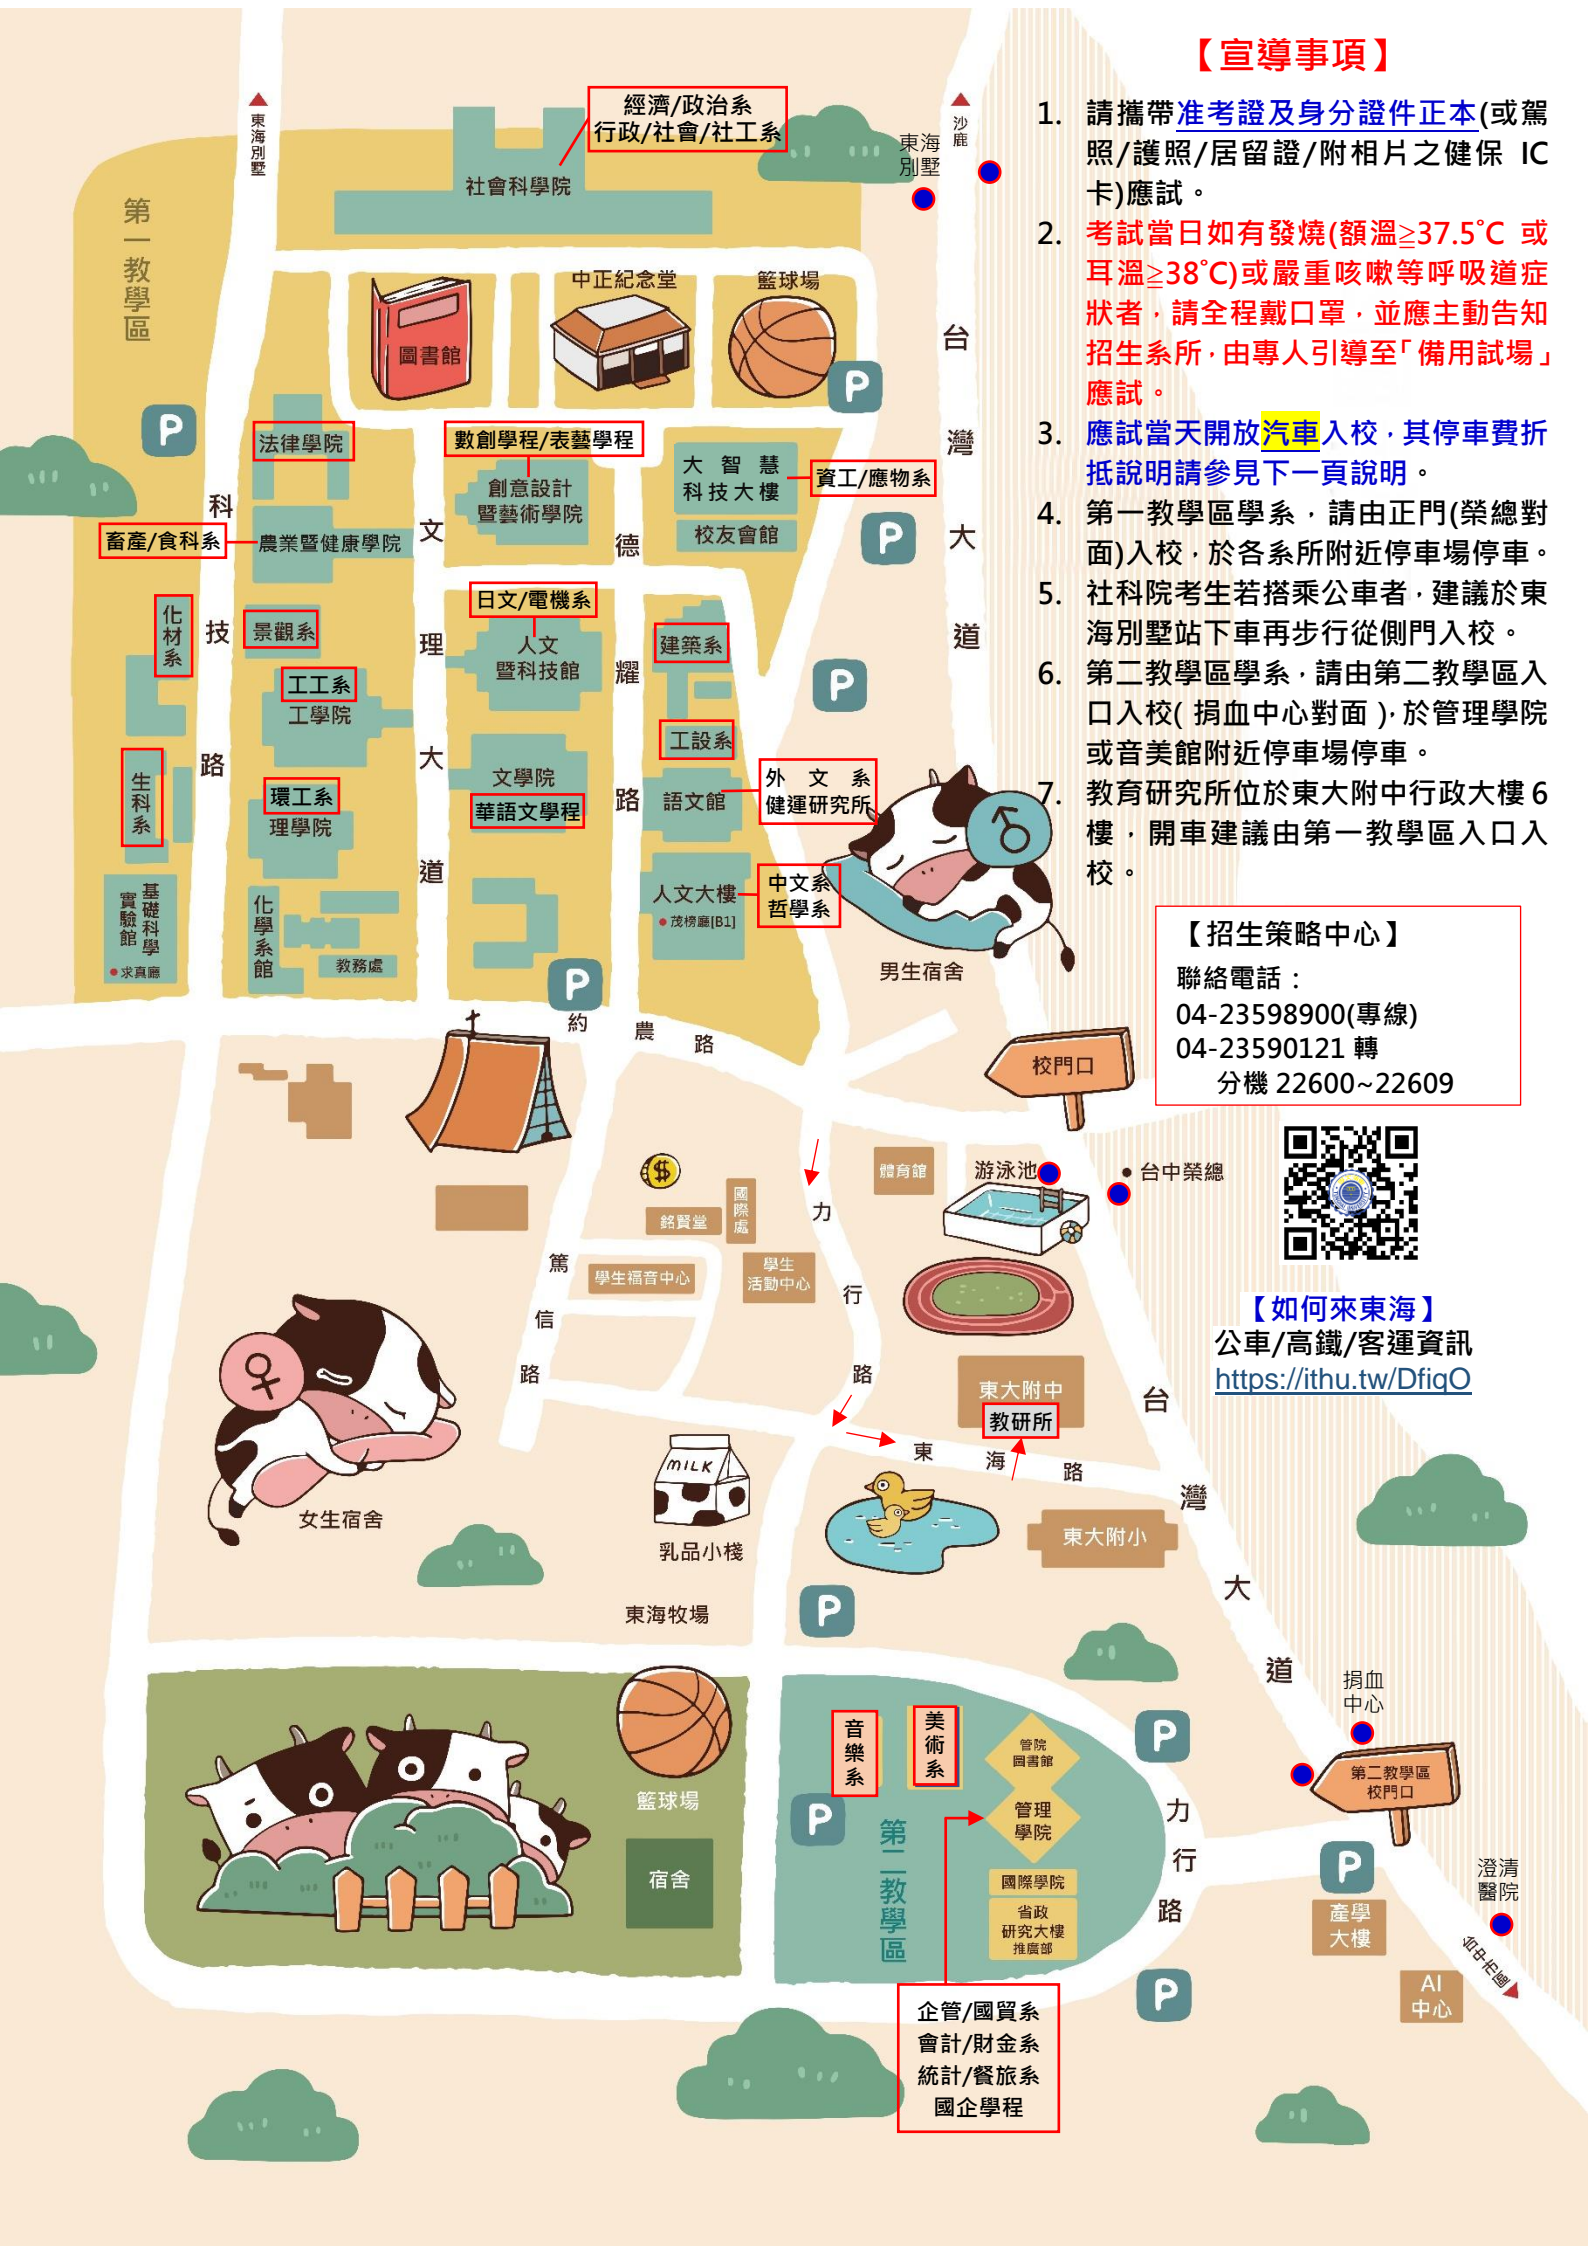 【宣導事項】
1. 請攜帶准考證及身分證件正本(或駕
照/護照/居留證/附相片之健保 IC
卡)應試。
2. 考試當日如有發燒(額溫≧37.5°C 或
耳溫≧38°C)或嚴重咳嗽等呼吸道症
狀者，請全程戴口罩，並應主動告知
招生系所，由專人引導至「備用試場」
應試。
3. 應試當天開放汽車入校，其停車費折
抵說明請參見下一頁說明。
4. 第一教學區學系，請由正門(榮總對
面)入校，於各系所附近停車場停車。
5. 社科院考生若搭乘公車者，建議於東
海別墅站下車再步行從側門入校。
6. 第二教學區學系，請由第二教學區入
口入校( 捐血中心對面 )，於管理學院
或音美館附近停車場停車。
7. 教育研究所位於東大附中行政大樓 6
樓，開車建議由第一教學區入口入
校。
【招生策略中心】
聯絡電話：
04-23598900(專線)
04-23590121 轉
分機 22600~22609
【如何來東海】
公車/高鐵/客運資訊
https://ithu.tw/DfiqO
東海別墅
經濟/政治系
行政/社會/社工系
社會科學院
沙鹿
東海
別墅
第一教學區
圖書館
中正紀念堂
籃球場
P
P
台灣大道
法律學院
數創學程/表藝學程
創意設計
暨藝術學院
大智慧
科技大樓
資工/應物系
校友會館
P
科技路
畜產/食科系
農業暨健康學院
文理大道
德耀路
日文/電機系
人文
暨科技館
化材系
景觀系
建築系
P
工工系
工學院
工設系
生科系
環工系
理學院
文學院
華語文學程
語文館
外文系
健運研究所
基礎科學
實驗館
求真廳
化學系館
教務處
人文大樓
茂榜廳[B1]
中文系
哲學系
男生宿舍
P
約農路
校門口
體育館
游泳池
台中榮總
$
國際處
銘賢堂
學生福音中心
學生
活動中心
篤信路
力行路
東大附中
教研所
東海路
台灣大道
女生宿舍
MILK
乳品小棧
東大附小
東海牧場
P
籃球場
宿舍
音樂系
美術系
管院
圖書館
管理
學院
P
P
第二教學區
國際學院
省政
研究大樓
推廣部
力行路
捐血
中心
第二教學區
校門口
P
產學
大樓
澄清
醫院
台中市區
AI
中心
P
企管/國貿系
會計/財金系
統計/餐旅系
國企學程